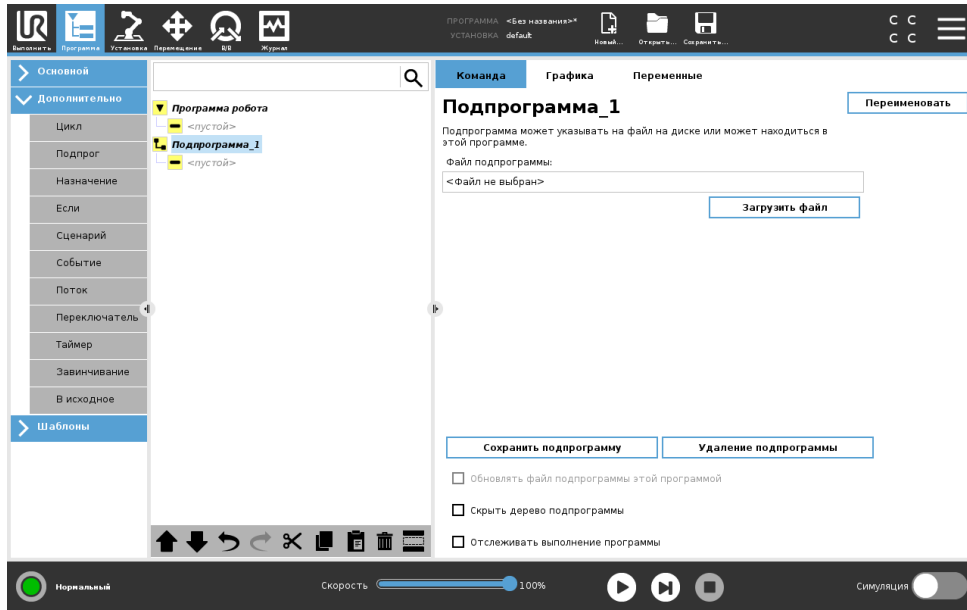 UR
Выполнить
Программа
Установка
Перемещение
В/В
Журнал
ПРОГРАММА <Без названия>*
УСТАНОВКА default
Новый...
Открыть...
Сохранить...
C C
C C
Основной
Дополнительно
Цикл
Подпрог
Назначение
Если
Сценарий
Событие
Поток
Переключатель
Таймер
Завинчивание
В исходное
Шаблоны
Программа робота
<пустой>
Подпрограмма_1
<пустой>
Команда
Графика
Переменные
Подпрограмма_1
Переименовать
Подпрограмма может указывать на файл на диске или может находиться в
этой программе.
Файл подпрограммы:
<Файл не выбран>
Загрузить файл
Сохранить подпрограмму
Удаление подпрограммы
Обновлять файл подпрограммы этой программой
Скрыть дерево подпрограммы
Отслеживать выполнение программы
Нормальный
Скорость
100%
Симуляция